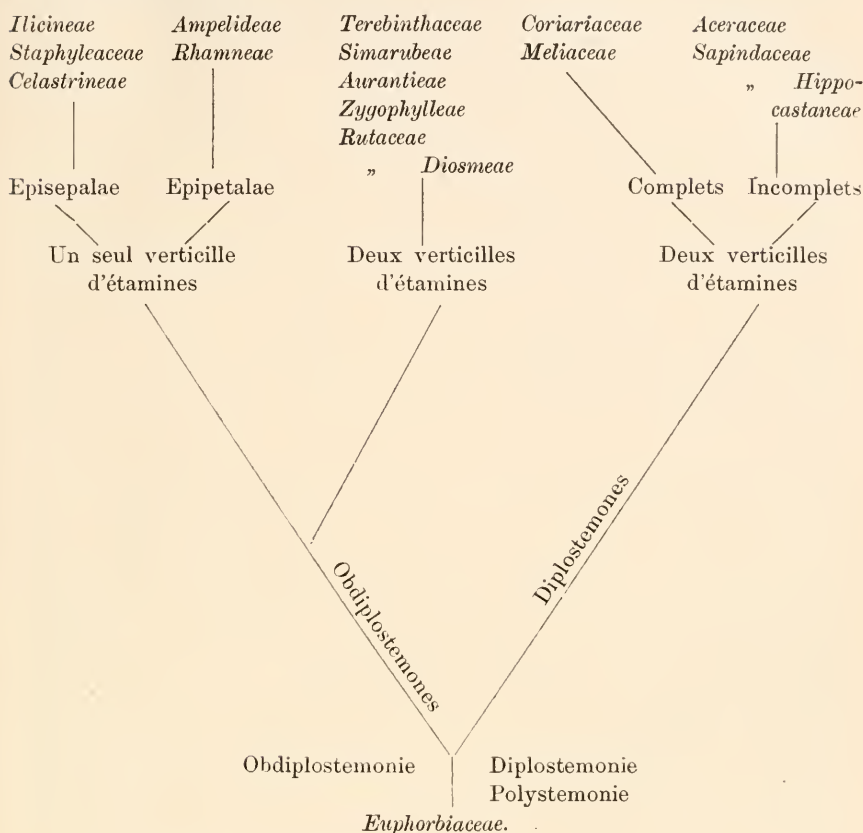 Ilicineae
Staphyleaceae
Celastrineae
Ampelideae
Rhamneae
Terebinthaceae
Simarubeae
Aurantieae
Zygophylleae
Rutaceae
„ Diosmeae
Coriariaceae
Meliaceae
Aceraceae
Sapindaceae
„ Hippo-
castaneae
Episepalae
Epipetalae
Complets
Incomplets
Un seul verticille
d'étamines
Deux verticilles
d'étamines
Deux verticilles
d'étamines
Obdiplostemones
Diplostemones
Obdiplostemonie
Diplostemonie
Polystemonie
Euphorbiaceae.